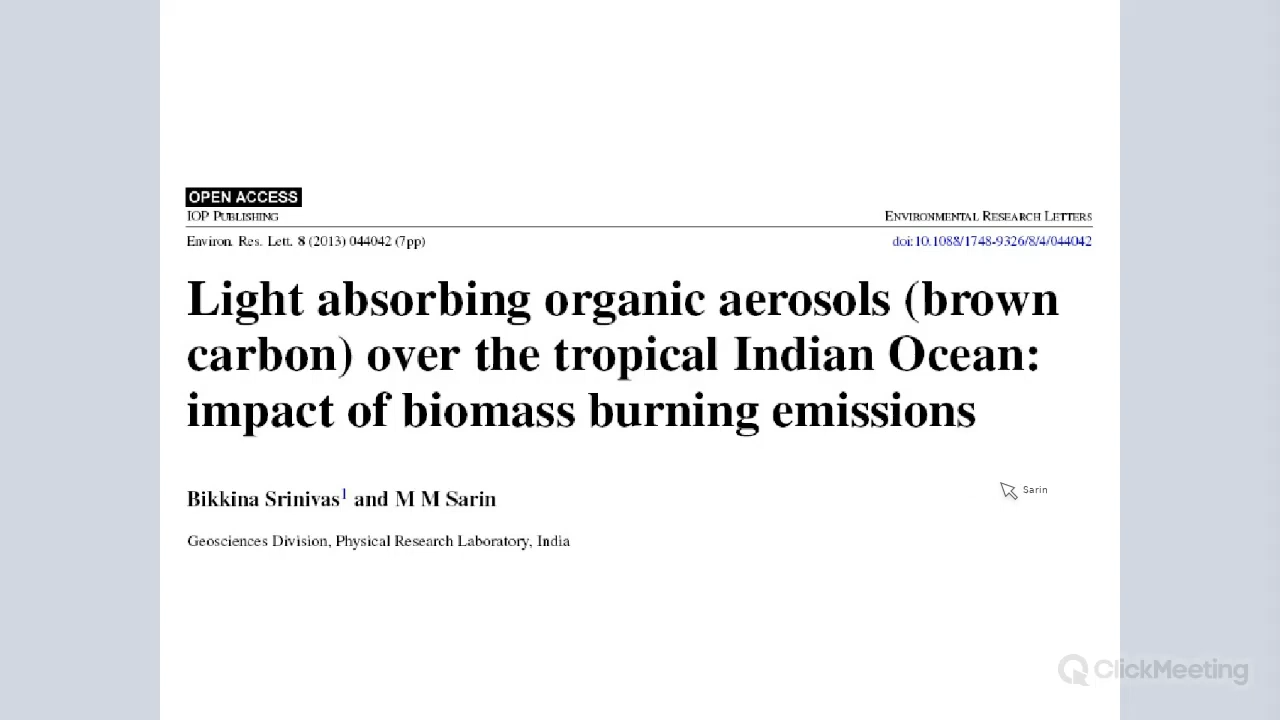 OPEN ACCESS
IOP PUBLISHING
ENVIRONMENTAL RESEARCH LETTERS
Environ. Res. Lett. 8 (2013) 044042 (7pp)
doi:10.1088/1748-9326/8/4/044042
Light absorbing organic aerosols (brown
carbon) over the tropical Indian Ocean:
impact of biomass burning emissions
Sarin
Bikkina Srinivas1 and M M Sarin
Geosciences Division, Physical Research Laboratory, India
ClickMeeting